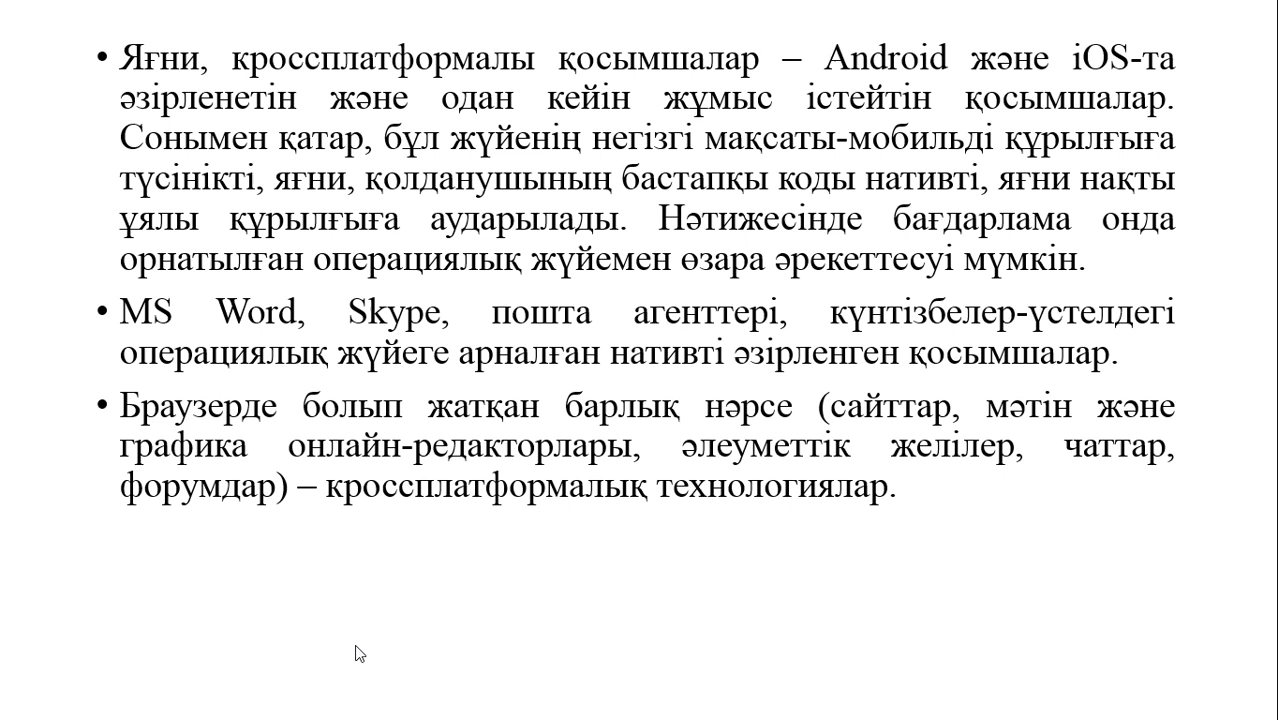 • Яғни, кроссплатформалы қосымшалар – Android және iOS-та
әзірленетін және одан кейін жұмыс істейтін қосымшалар.
Сонымен қатар, бұл жүйенің негізгі мақсаты-мобильді құрылғыға
түсінікті, яғни, қолданушының бастапқы коды нативті, яғни нақты
ұялы құрылғыға аударылады. Нәтижесінде бағдарлама онда
орнатылған операциялық жүйемен өзара әрекеттесуі мүмкін.
• MS Word, Skype, пошта агенттері, күнтізбелер-үстелдегі
операциялық жүйеге арналған нативті әзірленген қосымшалар.
• Браузерде болып жатқан барлық нәрсе (сайттар, мәтін және
графика онлайн-редакторлары, әлеуметтік желілер, чаттар,
форумдар) – кроссплатформалық технологиялар.